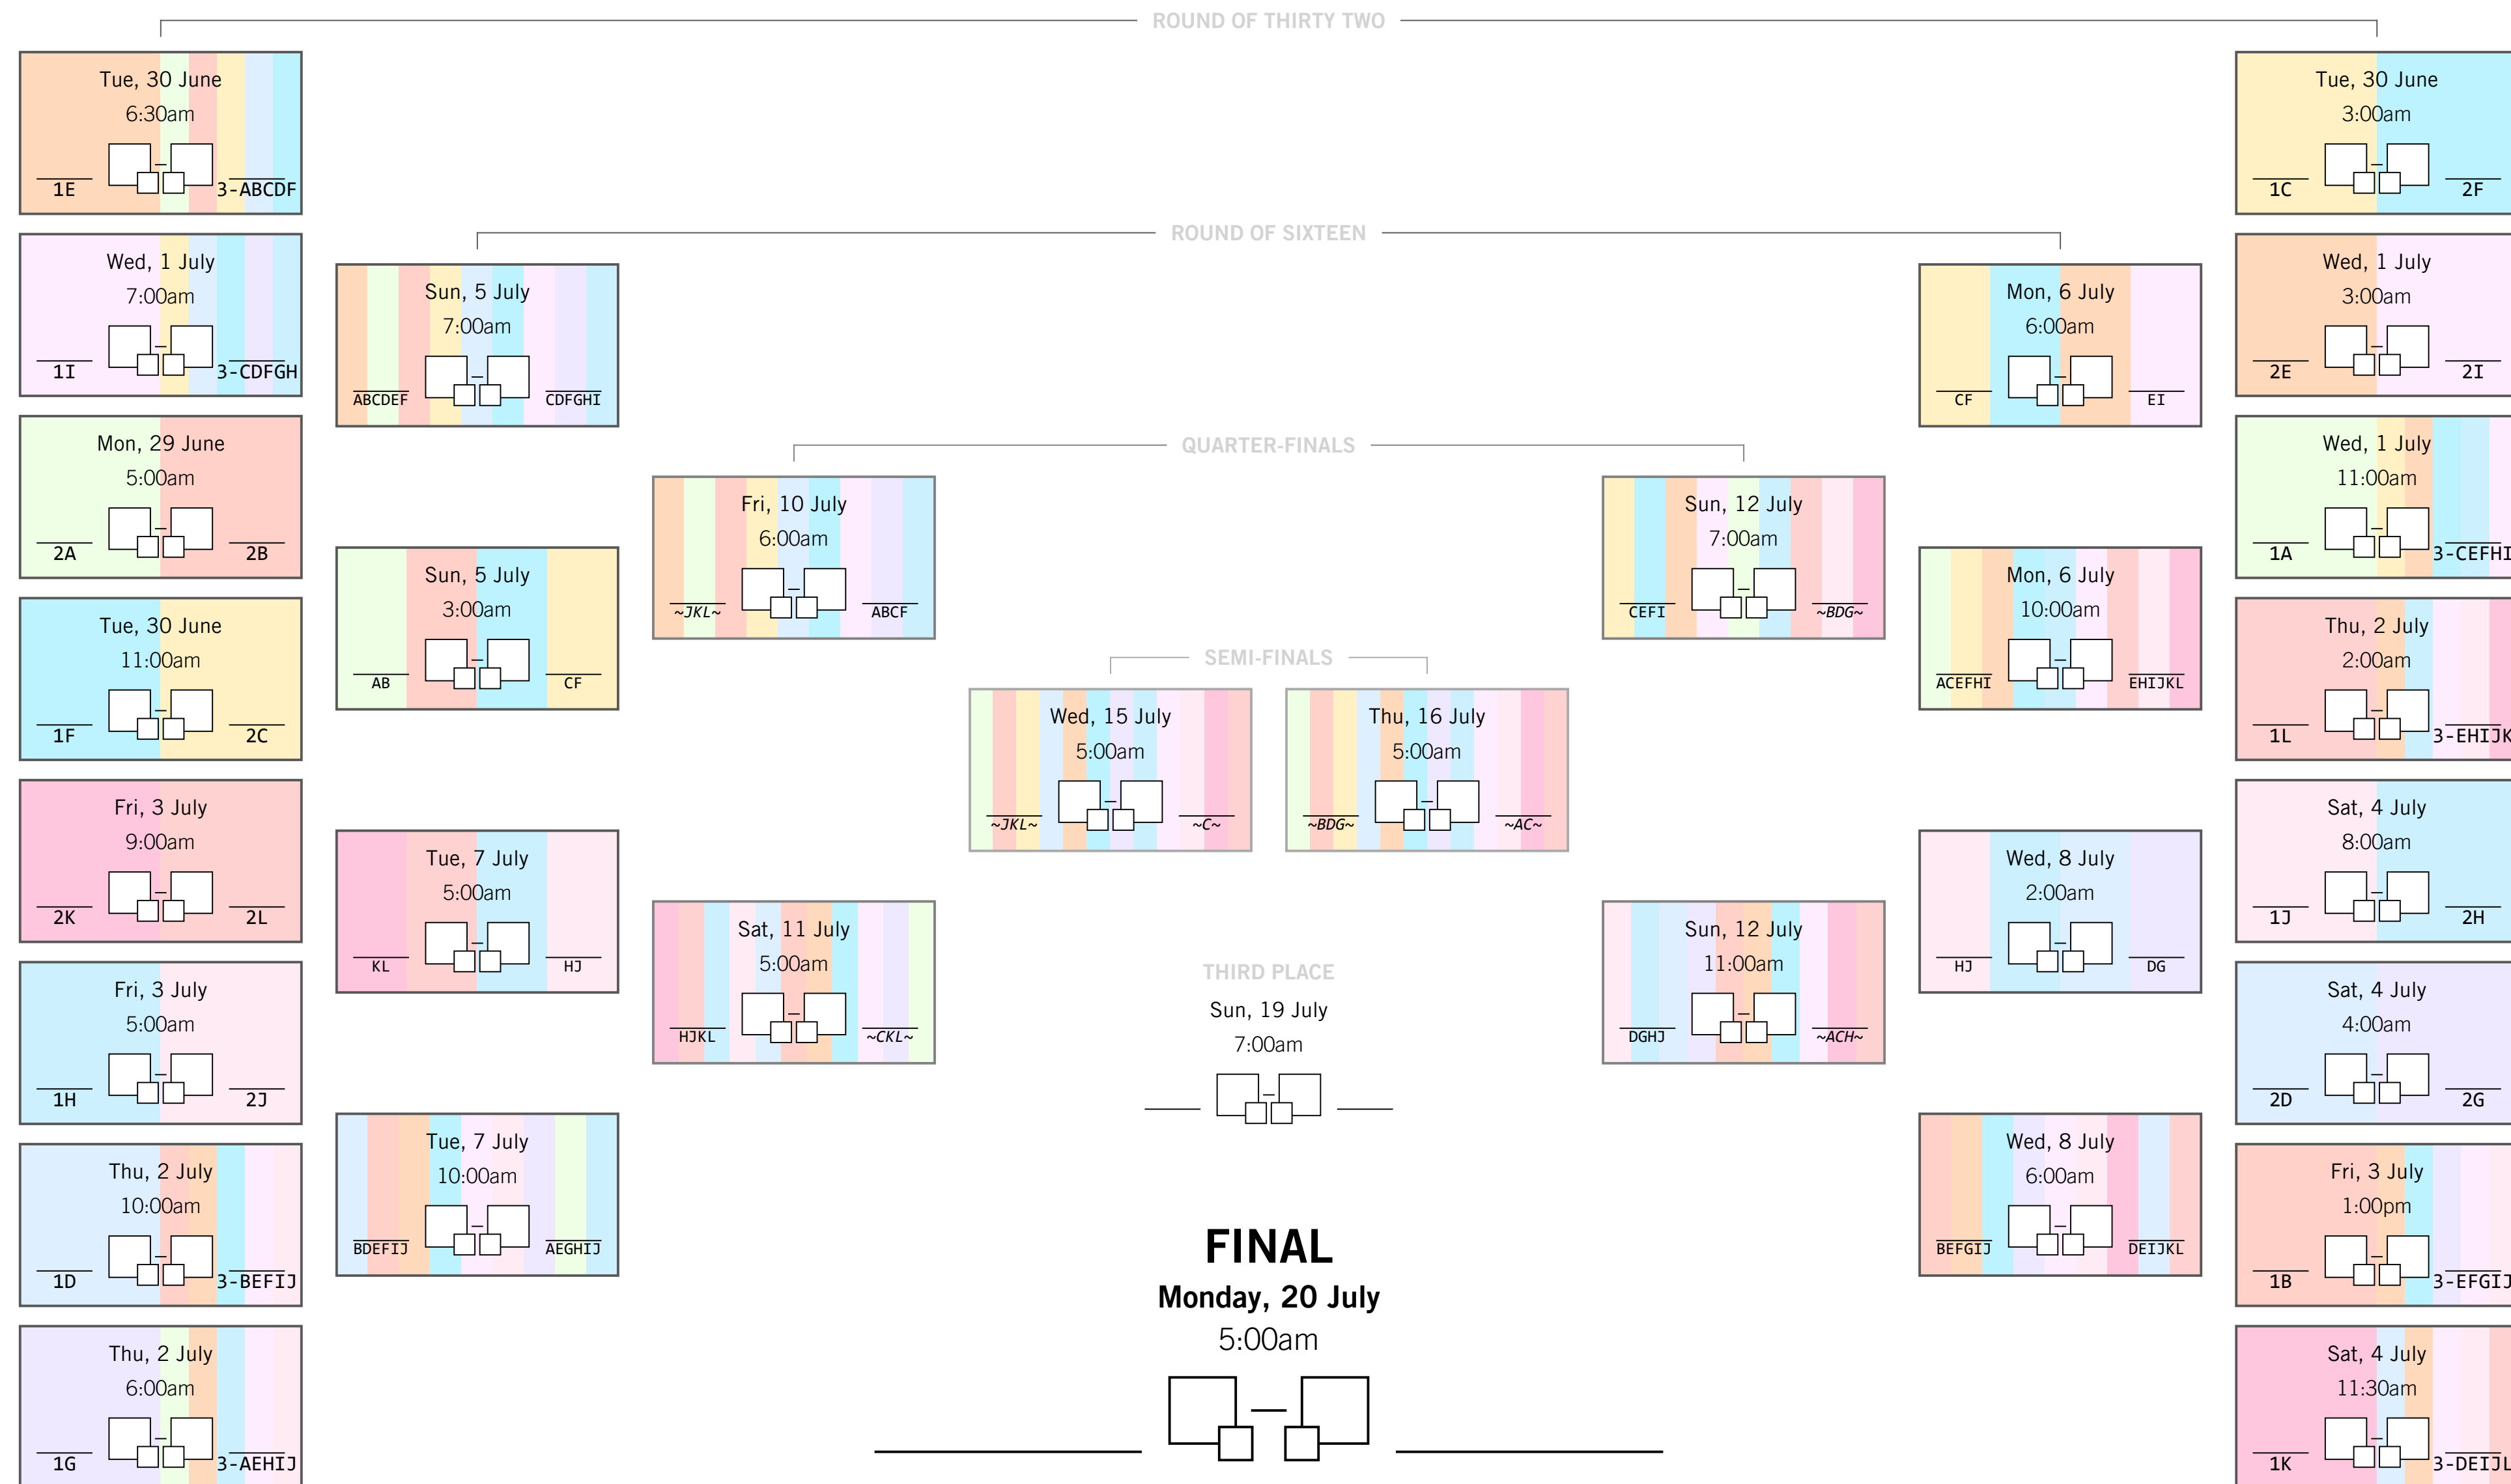 ROUND OF THIRTY TWO
Tue, 30 June
6:30am
1E
3-ABCDF
Wed, 1 July
7:00am
1I
3-CDFGH
Mon, 29 June
5:00am
2A
2B
Tue, 30 June
11:00am
1F
2C
Fri, 3 July
9:00am
2K
2L
Fri, 3 July
5:00am
1H
2J
Thu, 2 July
10:00am
1D
3-BEFIJ
Thu, 2 July
6:00am
1G
3-AEHIJ
ROUND OF SIXTEEN
Sun, 5 July
7:00am
ABCDEF
CDFGHI
Sun, 5 July
3:00am
AB
CF
Tue, 7 July
5:00am
KL
HJ
Tue, 7 July
10:00am
BDEFIJ
AEGHIJ
QUARTER-FINALS
Fri, 10 July
6:00am
~JKL~
ABCF
Sat, 11 July
5:00am
HJKL
~CKL~
SEMI-FINALS
Wed, 15 July
5:00am
~JKL~
~C~
Thu, 16 July
5:00am
~BDG~
~AC~
THIRD PLACE
Sun, 19 July
7:00am
FINAL
Monday, 20 July
5:00am
Sun, 12 July
7:00am
CEFI
~BDG~
Sun, 12 July
11:00am
DGHJ
~ACH~
Mon, 6 July
6:00am
CF
EI
Mon, 6 July
10:00am
ACEFHI
EHIJKL
Wed, 8 July
2:00am
HJ
DG
Wed, 8 July
6:00am
BEFGIJ
DEIJKL
Tue, 30 June
3:00am
1C
2F
Wed, 1 July
3:00am
2E
2I
Wed, 1 July
11:00am
1A
3-CEFHI
Thu, 2 July
2:00am
1L
3-EHIJK
Sat, 4 July
8:00am
1J
2H
Sat, 4 July
4:00am
2D
2G
Fri, 3 July
1:00pm
1B
3-EFGIJ
Sat, 4 July
11:30am
1K
3-DEIJL